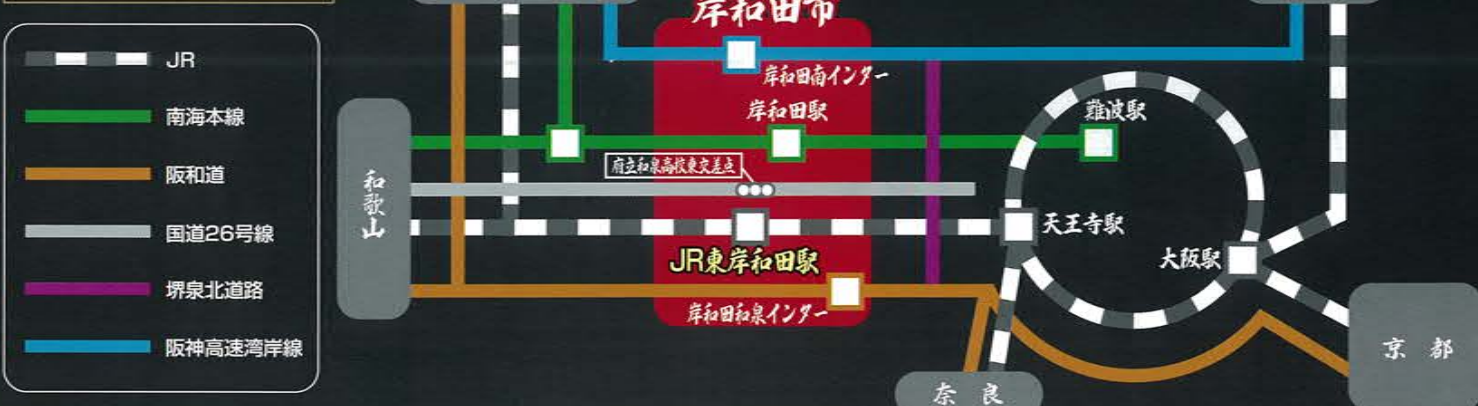 岸和田市
JR
南海本線
阪和道
国道26号線
堺泉北道路
阪神高速湾岸線
和歌山
岸和田南インター
岸和田駅
難波駅
府立和泉高校東交差点
天王寺駅
大阪駅
JR東岸和田駅
岸和田和泉インター
京都
奈良